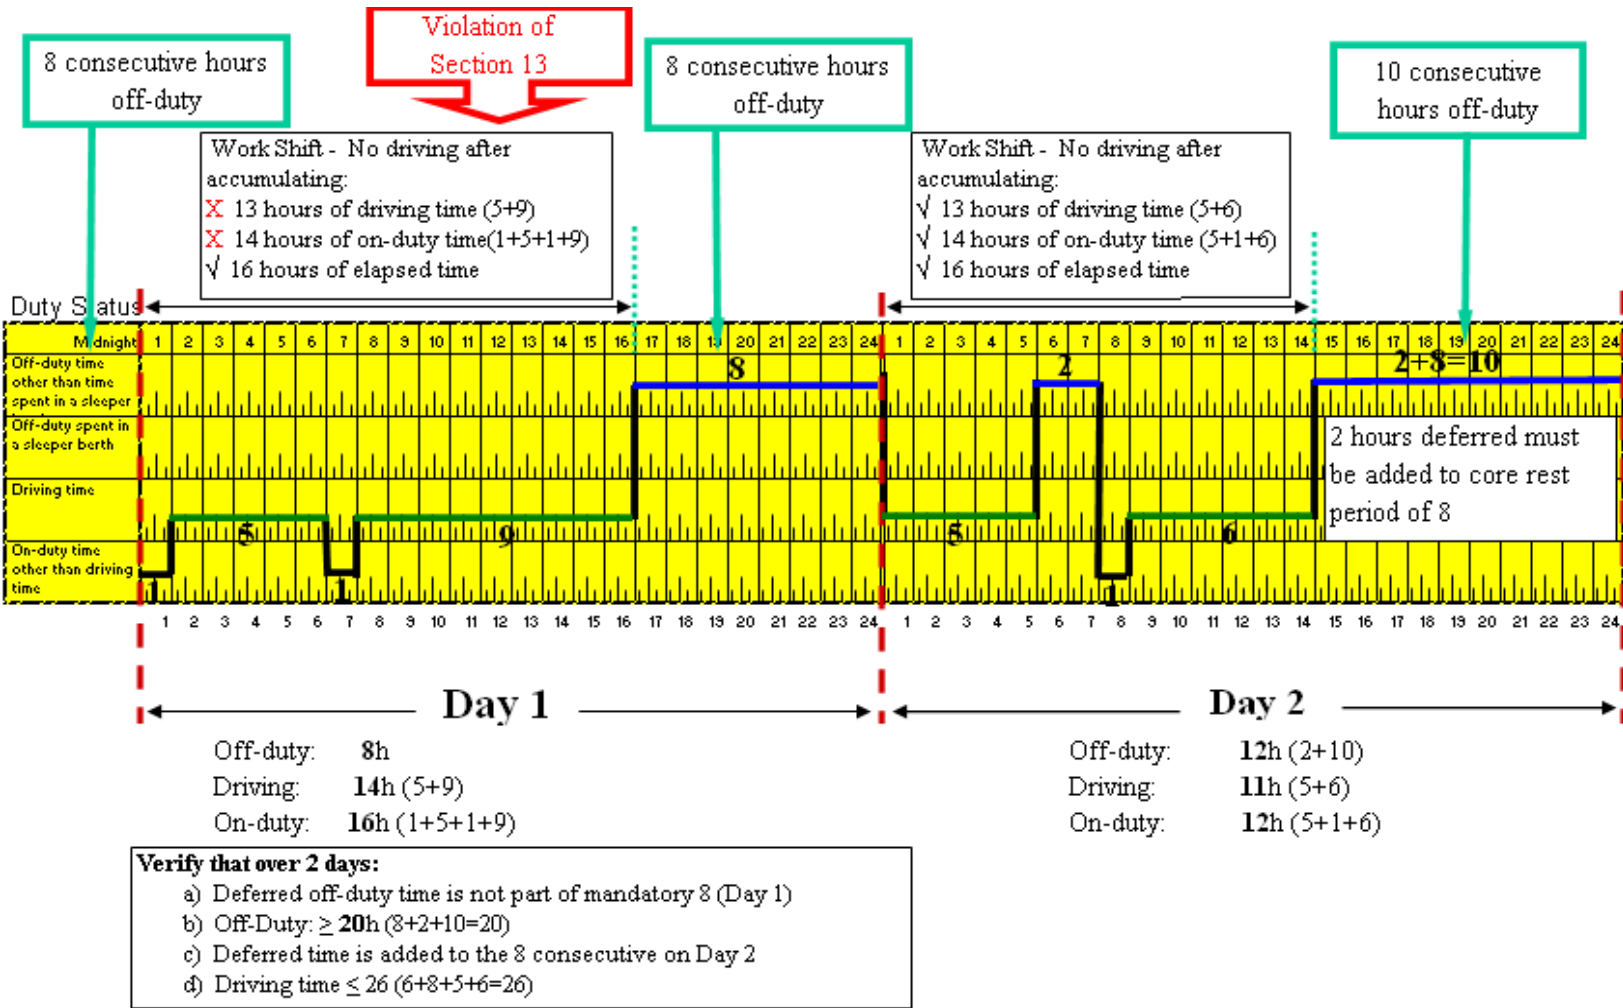 Violation of
Section 13
8 consecutive hours
off-duty
8 consecutive hours
off-duty
10 consecutive
hours off-duty
Work Shift - No driving after
accumulating:
X 13 hours of driving time (5+9)
X 14 hours of on-duty time(1+5+1+9)
√ 16 hours of elapsed time
Work Shift - No driving after
accumulating:
√ 13 hours of driving time (5+6)
√ 14 hours of on-duty time (5+1+6)
√ 16 hours of elapsed time
Duty Status
Midnight 1 2 3 4 5 6 7 8 9 10 11 12 13 14 15 16 17 18 19 20 21 22 23 24 1 2 3 4 5 6 7 8 9 10 11 12 13 14 15 16 17 18 19 20 21 22 23 24
Off-duty time
other than time
spent in a sleeper
8
2
2+8=10
Off-duty spent in
a sleeper berth
2 hours deferred must
be added to core rest
period of 8
Driving time
5
9
5
6
On-duty time
other than driving
time
1
1
1
1 2 3 4 5 6 7 8 9 10 11 12 13 14 15 16 17 18 19 20 21 22 23 24 1 2 3 4 5 6 7 8 9 10 11 12 13 14 15 16 17 18 19 20 21 22 23 24
Day 1
Day 2
Off-duty: 8h
Driving: 14h (5+9)
On-duty: 16h (1+5+1+9)
Off-duty: 12h (2+10)
Driving: 11h (5+6)
On-duty: 12h (5+1+6)
Verify that over 2 days:
a) Deferred off-duty time is not part of mandatory 8 (Day 1)
b) Off-Duty: ≥ 20h (8+2+10=20)
c) Deferred time is added to the 8 consecutive on Day 2
d) Driving time ≤ 26 (6+8+5+6=26)